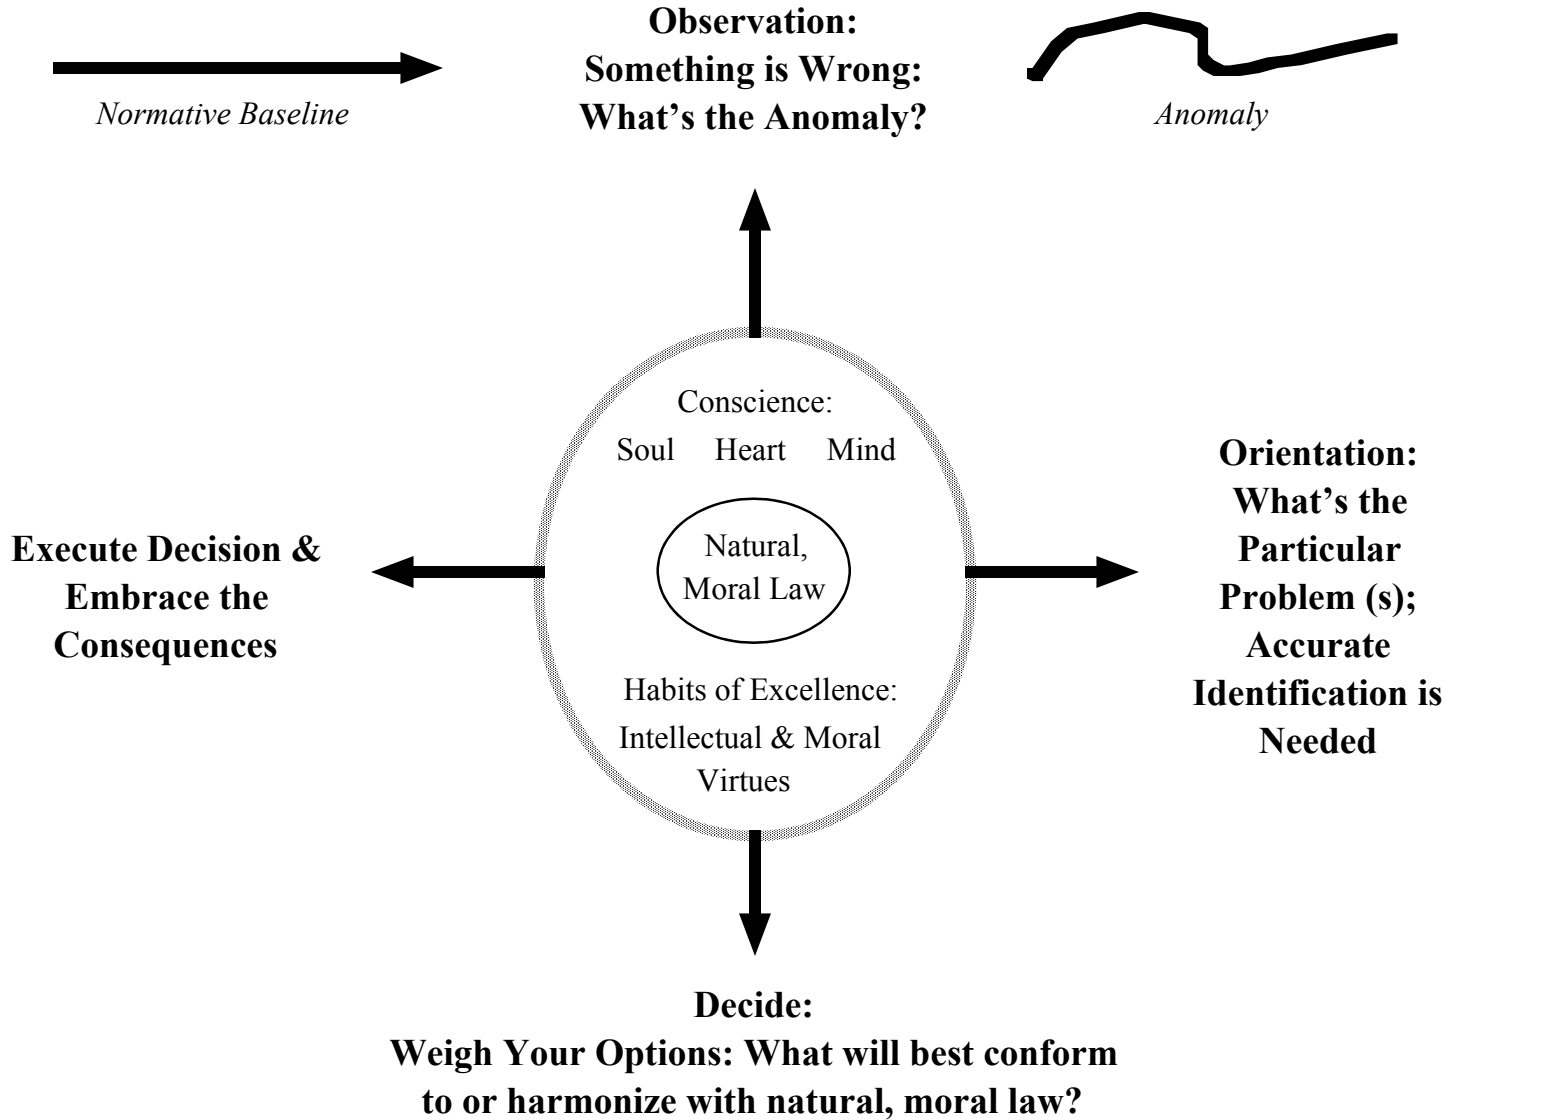 Observation:
Something is Wrong:
What’s the Anomaly?
Normative Baseline
Anomaly
Conscience:
Soul Heart Mind
Natural,
Moral Law
Habits of Excellence:
Intellectual & Moral
Virtues
Orientation:
What’s the
Particular
Problem (s);
Accurate
Identification is
Needed
Execute Decision &
Embrace the
Consequences
Decide:
Weigh Your Options: What will best conform
to or harmonize with natural, moral law?